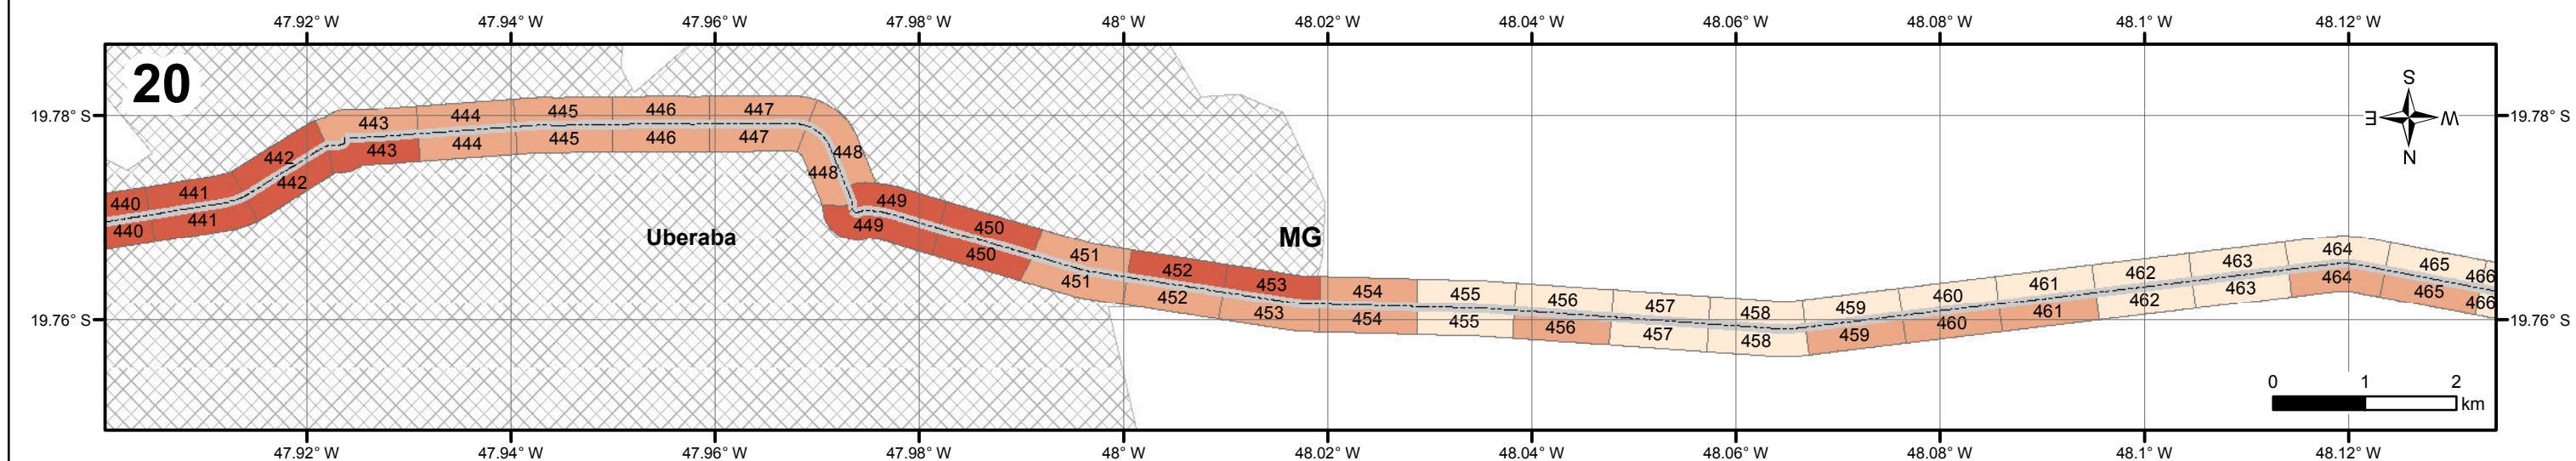 47.92° W 47.94° W 47.96° W 47.98° W 48° W 48.02° W 48.04° W 48.06° W 48.08° W 48.1° W 48.12° W
20
S
E W
N
19.78° S 19.78° S
443 444 445 446 447
443 444 445 446 447
442 448
442 448
440 441 449 450
440 441 449 450
Uberaba MG
451 452 453 454 455 456 457 458 459 460 461 462 463 464 465 466
451 452 453 454 455 456 457 458 459 460 461 462 463 464 465 466
19.76° S 19.76° S
0 1 2
km
47.92° W 47.94° W 47.96° W 47.98° W 48° W 48.02° W 48.04° W 48.06° W 48.08° W 48.1° W 48.12° W